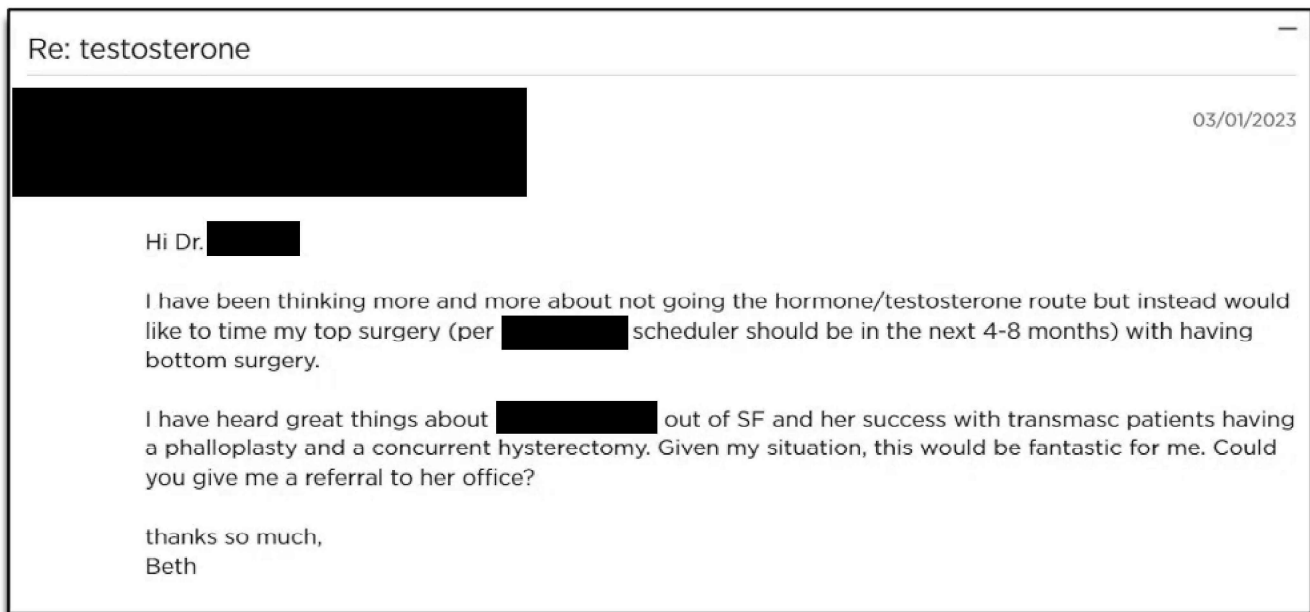 Re: testosterone
03/01/2023
Hi Dr.
I have been thinking more and more about not going the hormone/testosterone route but instead would
like to time my top surgery (per scheduler should be in the next 4-8 months) with having
bottom surgery.
I have heard great things about out of SF and her success with transmasc patients having
a phalloplasty and a concurrent hysterectomy. Given my situation, this would be fantastic for me. Could
you give me a referral to her office?
thanks so much,
Beth